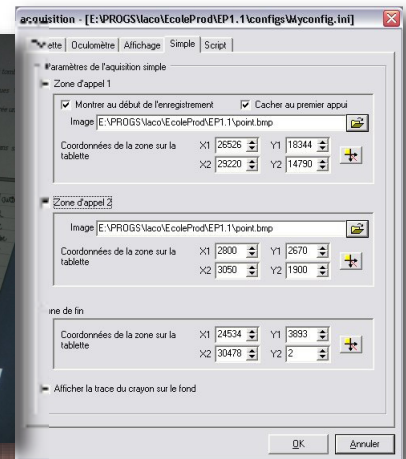 acquisition - [E:\PROGS\laco\EcoleProd\EP1.1\configs\Myconfig.ini]
Oculomètre Affichage Simple Script
Paramètres de l'aquisition simple
Zone d'appel 1
Montrer au début de l'enregistrement Cacher au premier appui
Image E:\PROGS\laco\EcoleProd\EP1.1\point.bmp
Coordonnées de la zone sur la tablette X1 26526 Y1 18344
X2 29220 Y2 14790
Zone d'appel 2
Image E:\PROGS\laco\EcoleProd\EP1.1\point.bmp
Coordonnées de la zone sur la tablette X1 2800 Y1 2670
X2 3050 Y2 1900
de fin
Coordonnées de la zone sur la tablette X1 24534 Y1 3893
X2 30478 Y2 2
Afficher la trace du crayon sur le fond
OK Annuler